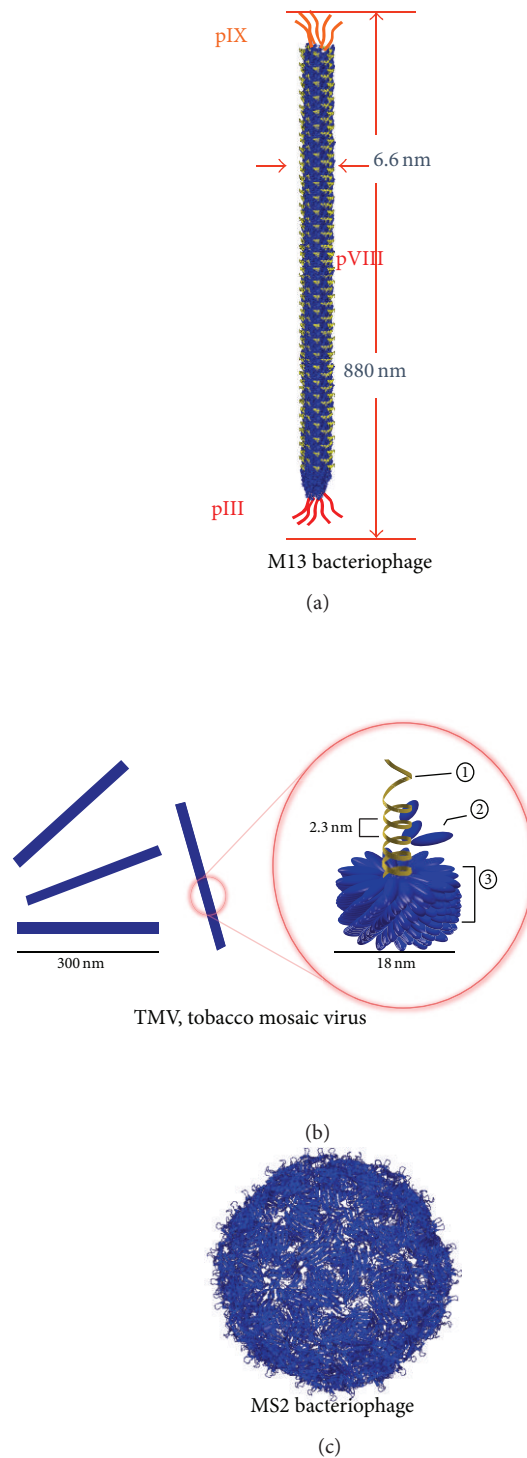 pIX
6.6 nm
pVIII
880 nm
pIII
M13 bacteriophage
(a)
1
2
2.3 nm
3
300 nm
18 nm
TMV, tobacco mosaic virus
(b)
MS2 bacteriophage
(c)